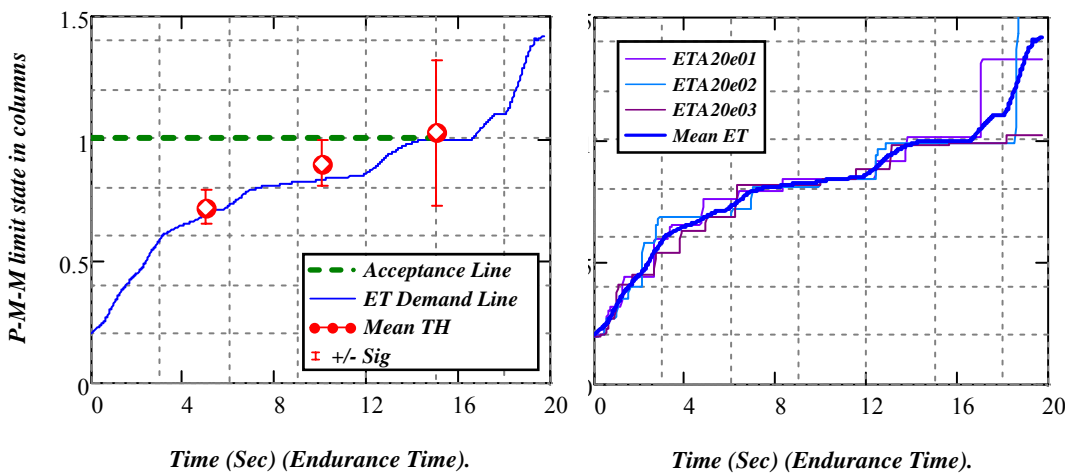 P-M-M limit state in columns
1.5
1
0.5
0
Acceptance Line
ET Demand Line
Mean TH
+/- Sig
0 4 8 12 16 20
Time (Sec) (Endurance Time).
5
5
ETA20e01
ETA20e02
ETA20e03
Mean ET
0 4 8 12 16 20
Time (Sec) (Endurance Time).